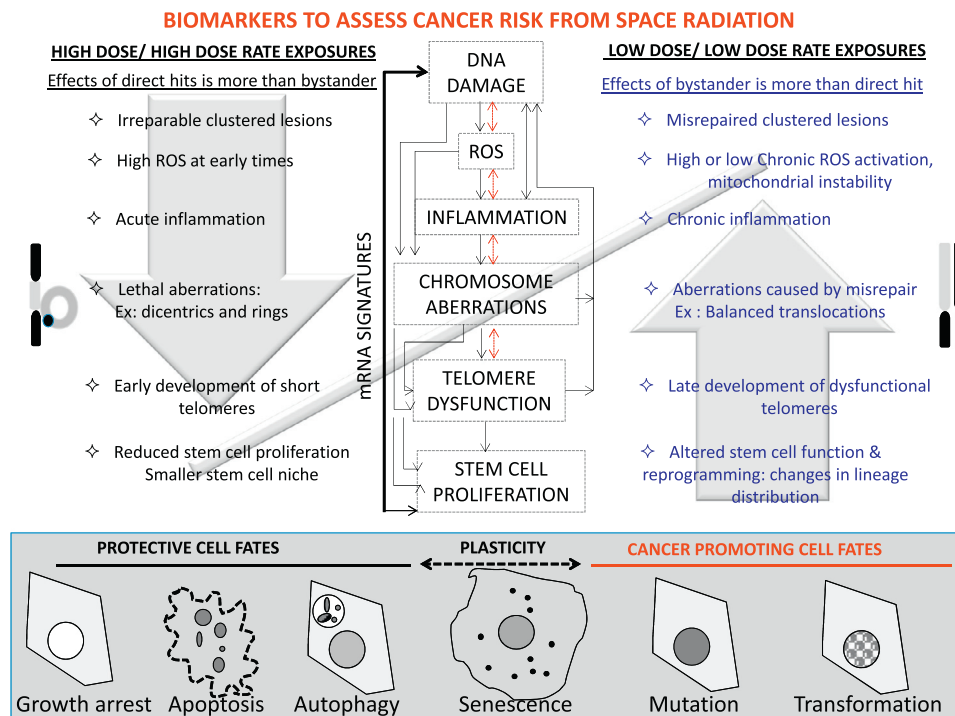 BIOMARKERS TO ASSESS CANCER RISK FROM SPACE RADIATION
HIGH DOSE/ HIGH DOSE RATE EXPOSURES
Effects of direct hits is more than bystander
Irreparable clustered lesions
High ROS at early times
Acute inflammation
Lethal aberrations:
Ex: dicentrics and rings
Early development of short
telomeres
Reduced stem cell proliferation
Smaller stem cell niche
mRNA SIGNATURES
DNA
DAMAGE
ROS
INFLAMMATION
CHROMOSOME
ABERRATIONS
TELOMERE
DYSFUNCTION
STEM CELL
PROLIFERATION
LOW DOSE/ LOW DOSE RATE EXPOSURES
Effects of bystander is more than direct hit
Misrepaired clustered lesions
High or low Chronic ROS activation,
mitochondrial instability
Chronic inflammation
Aberrations caused by misrepair
Ex : Balanced translocations
Late development of dysfunctional
telomeres
Altered stem cell function &
reprogramming: changes in lineage
distribution
PROTECTIVE CELL FATES
PLASTICITY
CANCER PROMOTING CELL FATES
Growth arrest
Apoptosis
Autophagy
Senescence
Mutation
Transformation